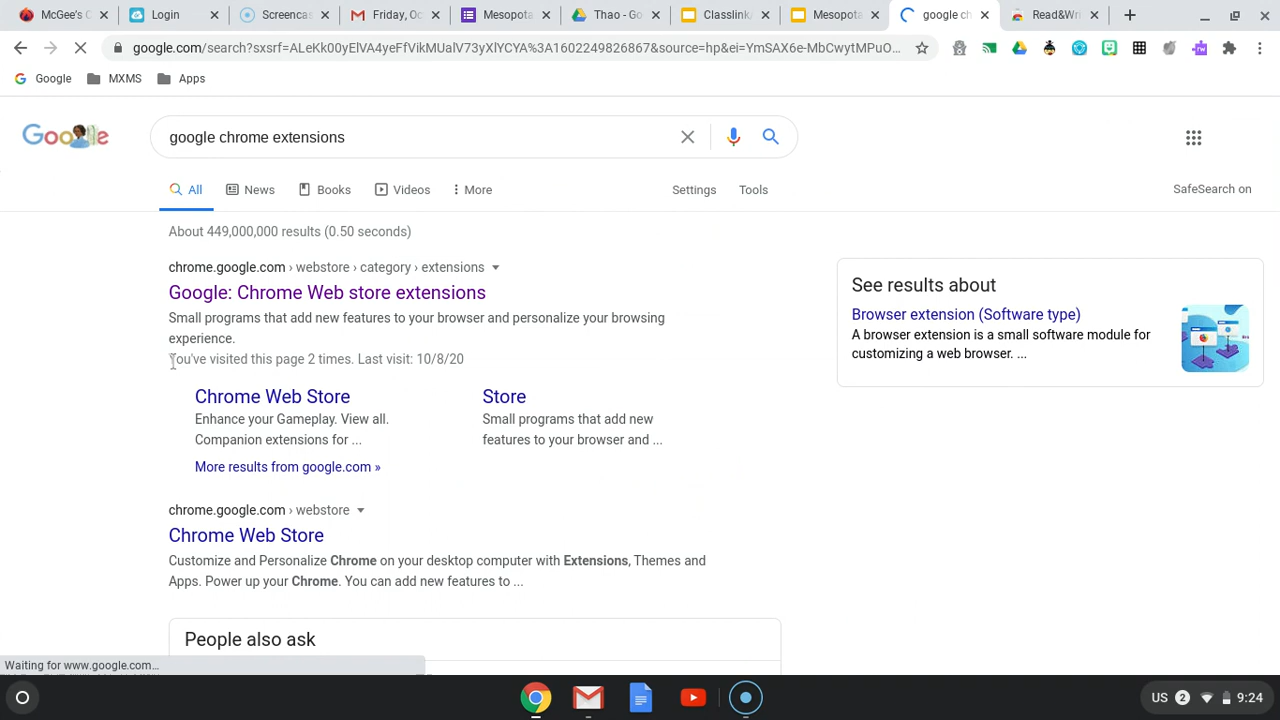 McGee's C
Login
Screencas
Friday, Oc
Mesopota
Thao - Go
Classlink/
Mesopota
google ch
Read&Wri
google.com/search?sxsrf=ALeKk00yElVA4yeFfVikMUalV73yXlYCYA%3A1602249826867&source=hp&ei=YmSAX6e-MbCwytMPuO...
Google
MXMS
Apps
Google
google chrome extensions
All
News
Books
Videos
More
Settings
Tools
SafeSearch on
About 449,000,000 results (0.50 seconds)
chrome.google.com › webstore › category › extensions
Google: Chrome Web store extensions
Small programs that add new features to your browser and personalize your browsing
experience.
You've visited this page 2 times. Last visit: 10/8/20
Chrome Web Store
Enhance your Gameplay. View all.
Companion extensions for ...
Store
Small programs that add new
features to your browser and ...
More results from google.com »
chrome.google.com › webstore
Chrome Web Store
Customize and Personalize Chrome on your desktop computer with Extensions, Themes and
Apps. Power up your Chrome. You can add new features to ...
People also ask
See results about
Browser extension (Software type)
A browser extension is a small software module for
customizing a web browser. ...
Waiting for www.google.com...
US 2 9:24